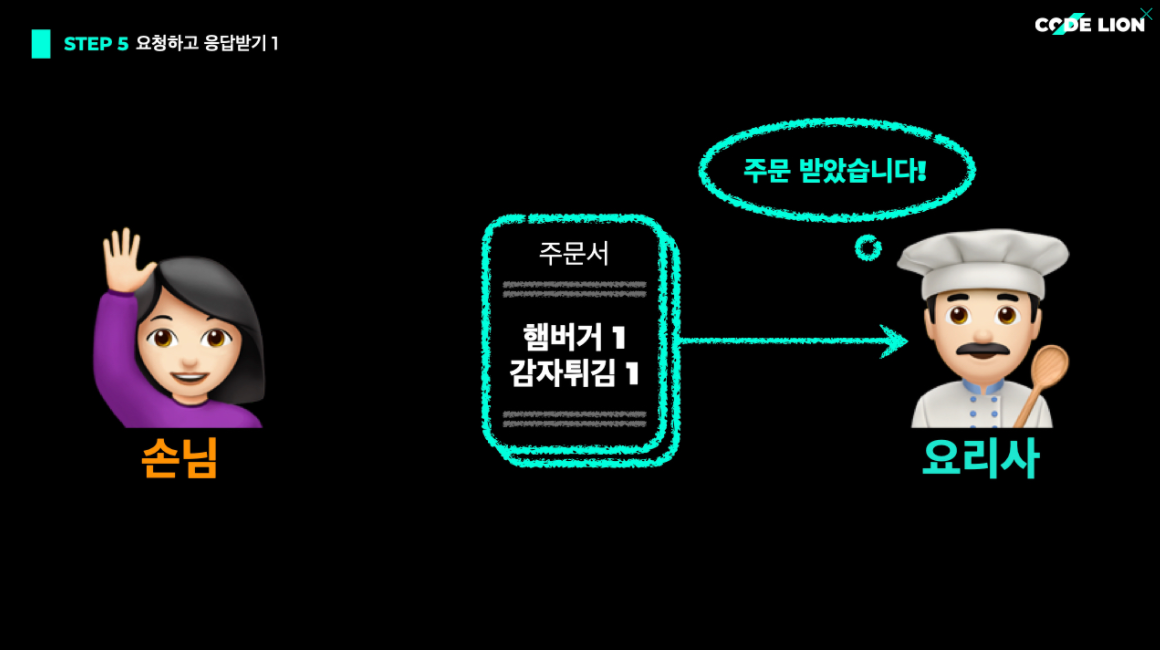 STEP 5 요청하고 응답받기 1
CODE LION
주문 받았습니다!
주문서
햄버거 1
감자튀김 1
손님
요리사